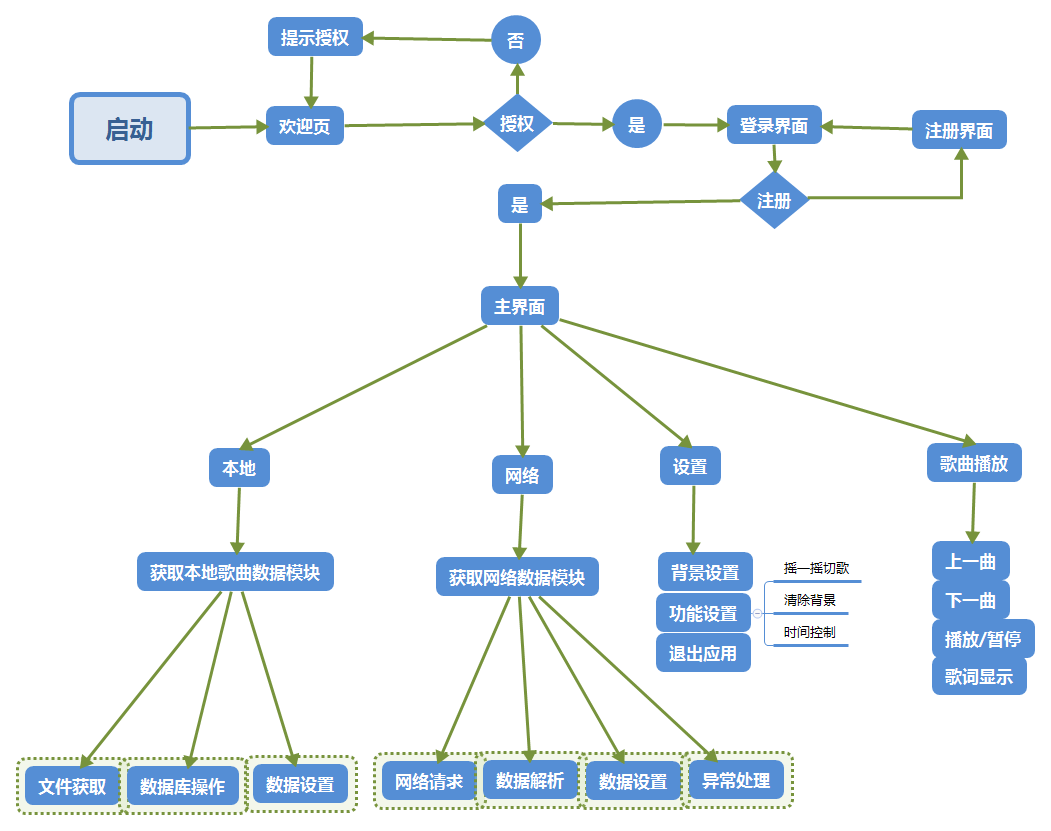 提示授权
否
启动
欢迎页
授权
是
登录界面
注册界面
是
注册
主界面
本地
网络
设置
歌曲播放
获取本地歌曲数据模块
获取网络数据模块
背景设置
功能设置
退出应用
摇一摇切歌
清除背景
时间控制
上一曲
下一曲
播放/暂停
歌词显示
文件获取
数据库操作
数据设置
网络请求
数据解析
数据设置
异常处理